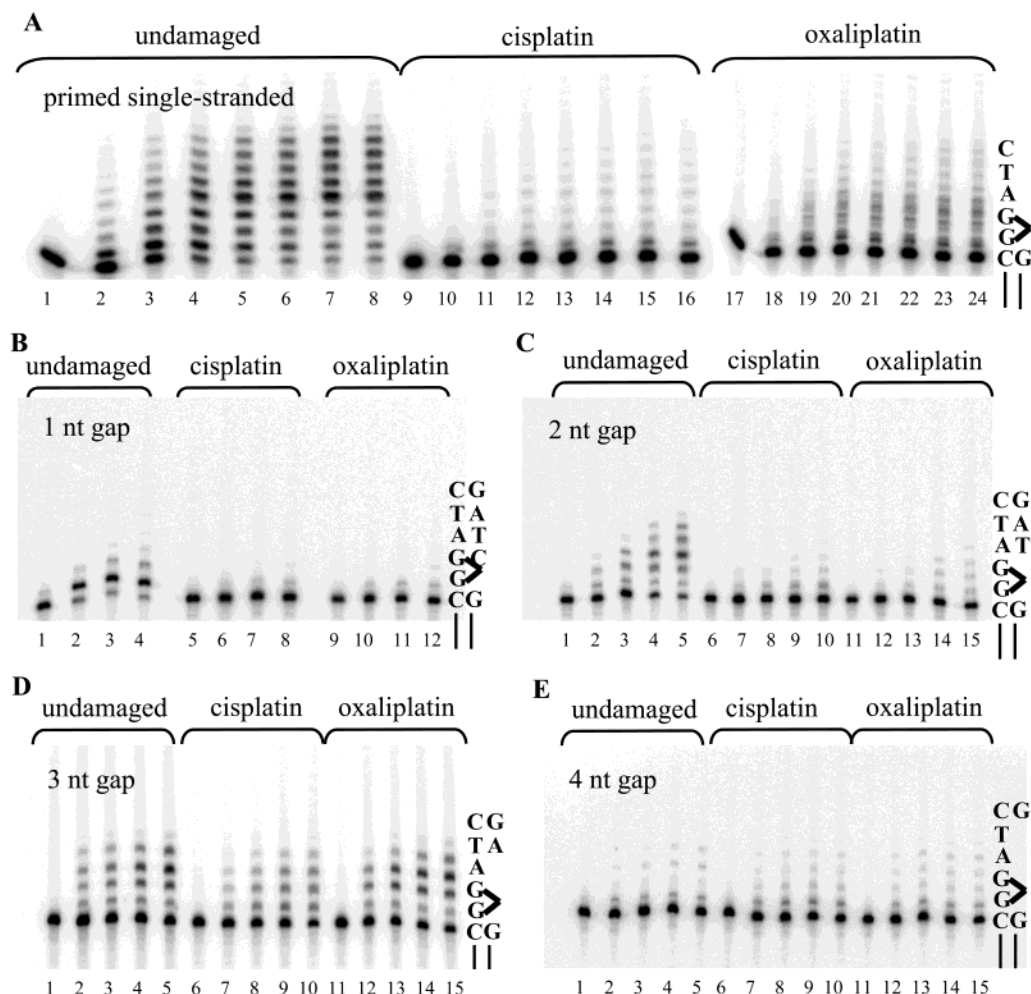 A
undamaged
cisplatin
oxaliplatin
primed single-stranded
C
T
A
G
G
C G
1 2 3 4 5 6 7 8 9 10 11 12 13 14 15 16 17 18 19 20 21 22 23 24
B
undamaged
cisplatin
oxaliplatin
1 nt gap
C G
T A
A T
G C
G
C G
1 2 3 4 5 6 7 8 9 10 11 12
C
undamaged
cisplatin
oxaliplatin
2 nt gap
C G
T A
A T
G
G
C G
1 2 3 4 5 6 7 8 9 10 11 12 13 14 15
D
undamaged
cisplatin
oxaliplatin
3 nt gap
C G
T A
A
G
G
C G
1 2 3 4 5 6 7 8 9 10 11 12 13 14 15
E
undamaged
cisplatin
oxaliplatin
4 nt gap
C G
T
A
G
G
C G
1 2 3 4 5 6 7 8 9 10 11 12 13 14 15